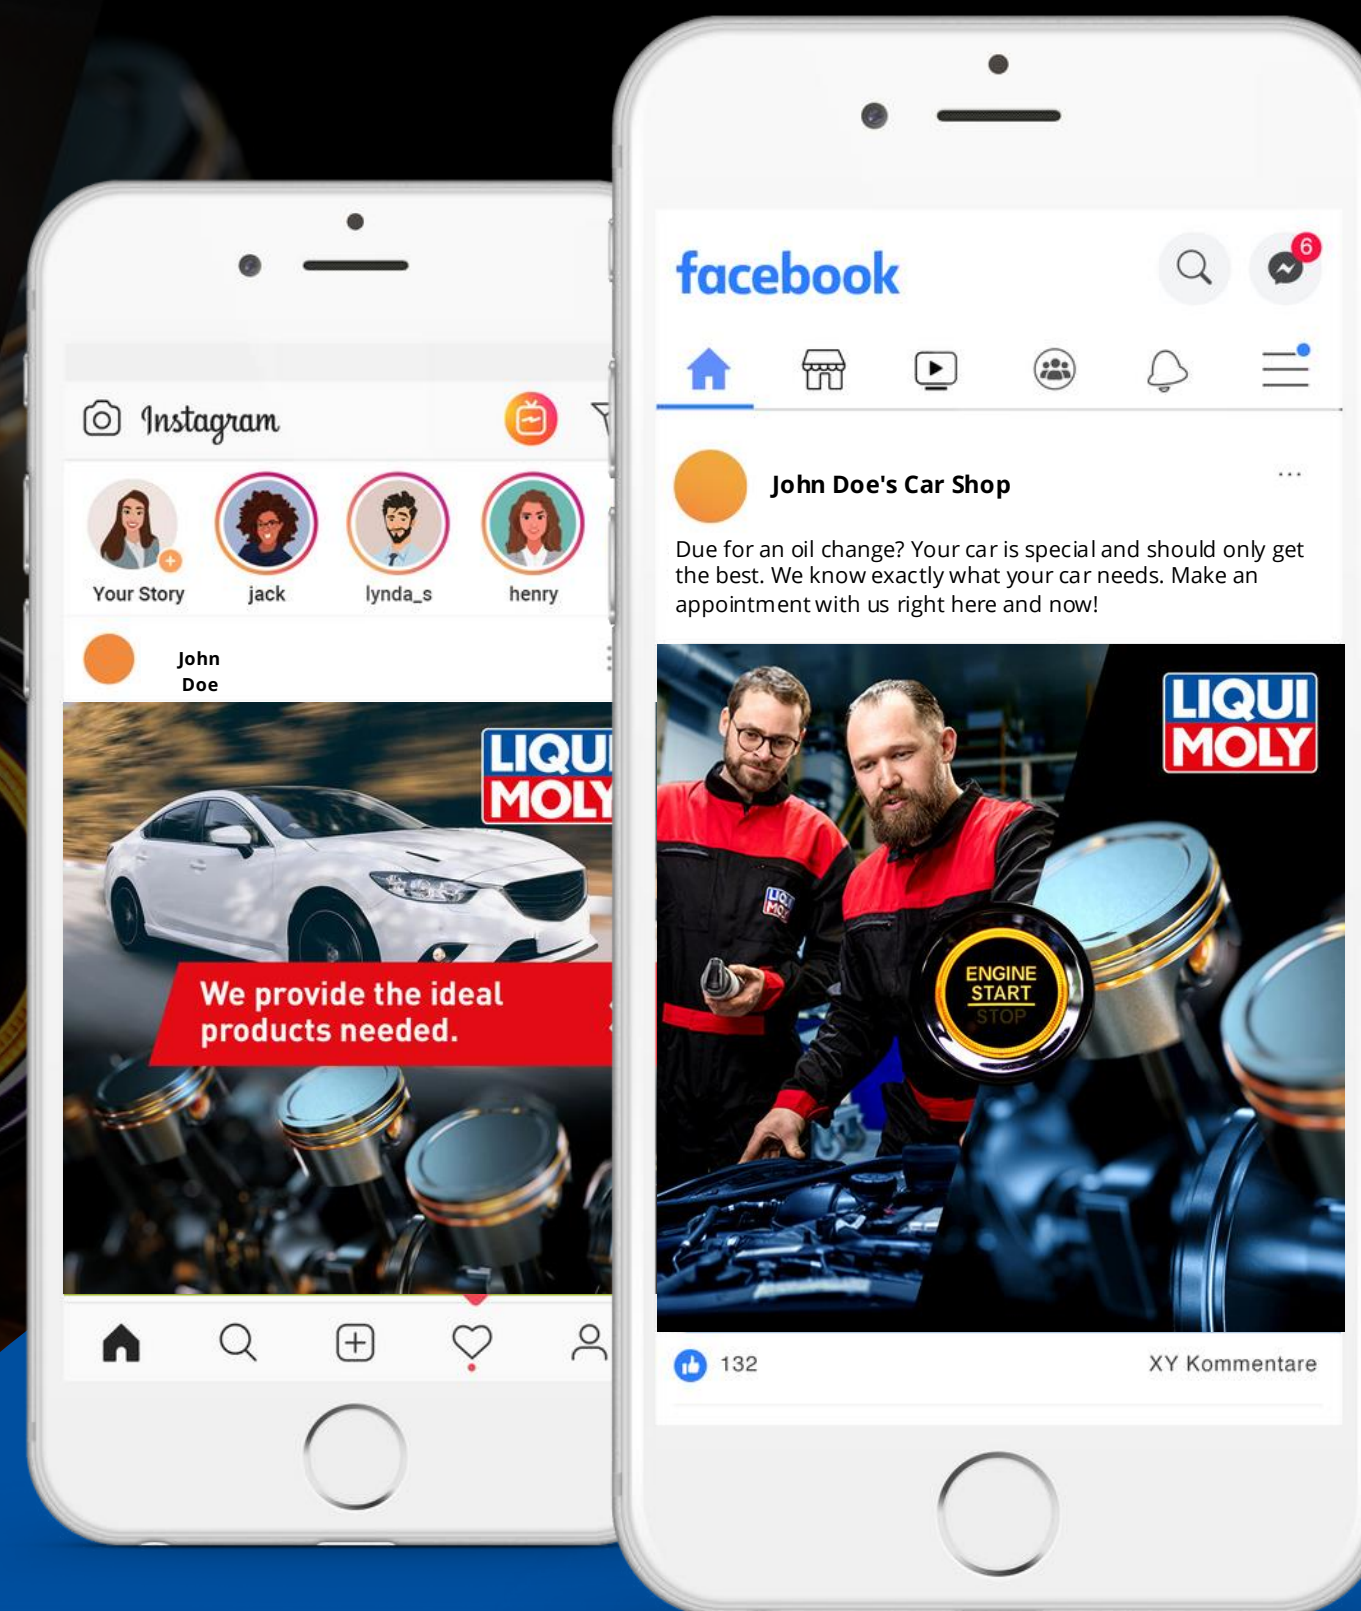 Instagram
Your Story
jack
lynda_s
henry
John
Doe
LIQUI
MOLY
We provide the ideal
products needed.
facebook
6
John Doe's Car Shop
Due for an oil change? Your car is special and should only get
the best. We know exactly what your car needs. Make an
appointment with us right here and now!
LIQUI
MOLY
LIQUI
MOLY
ENGINE
START
STOP
132
XY Kommentare